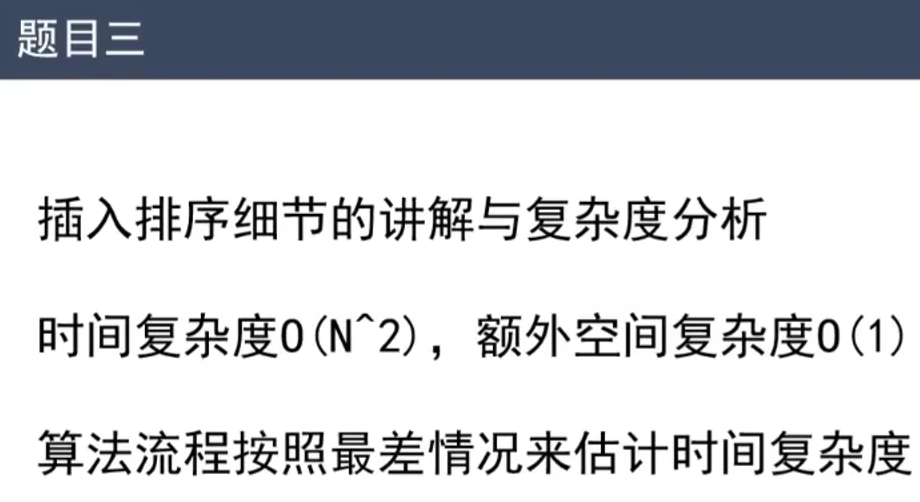 题目三
插入排序细节的讲解与复杂度分析
时间复杂度O(N^2)，额外空间复杂度O(1)
算法流程按照最差情况来估计时间复杂度